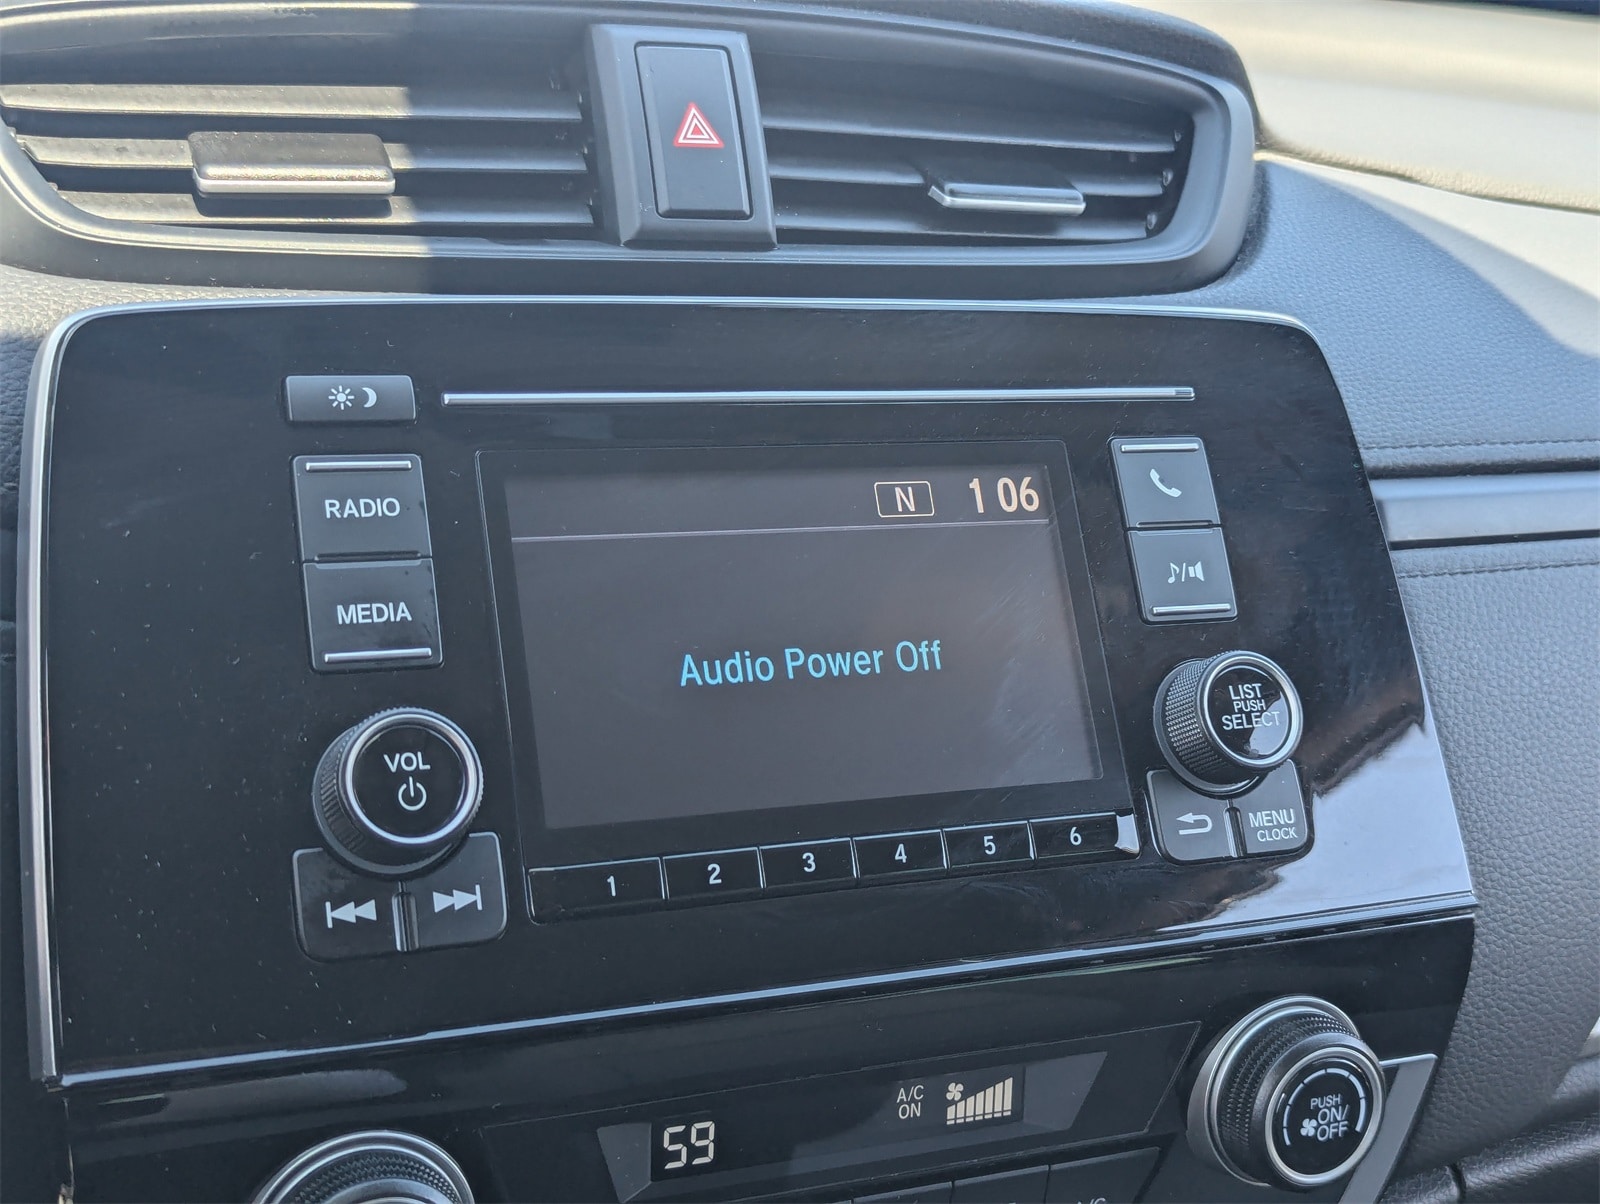 RADIO
MEDIA
VOL
N 1 06
Audio Power Off
LIST
PUSH
SELECT
MENU
CLOCK
1 2 3 4 5 6
59
A/C
ON
PUSH
ON/
OFF